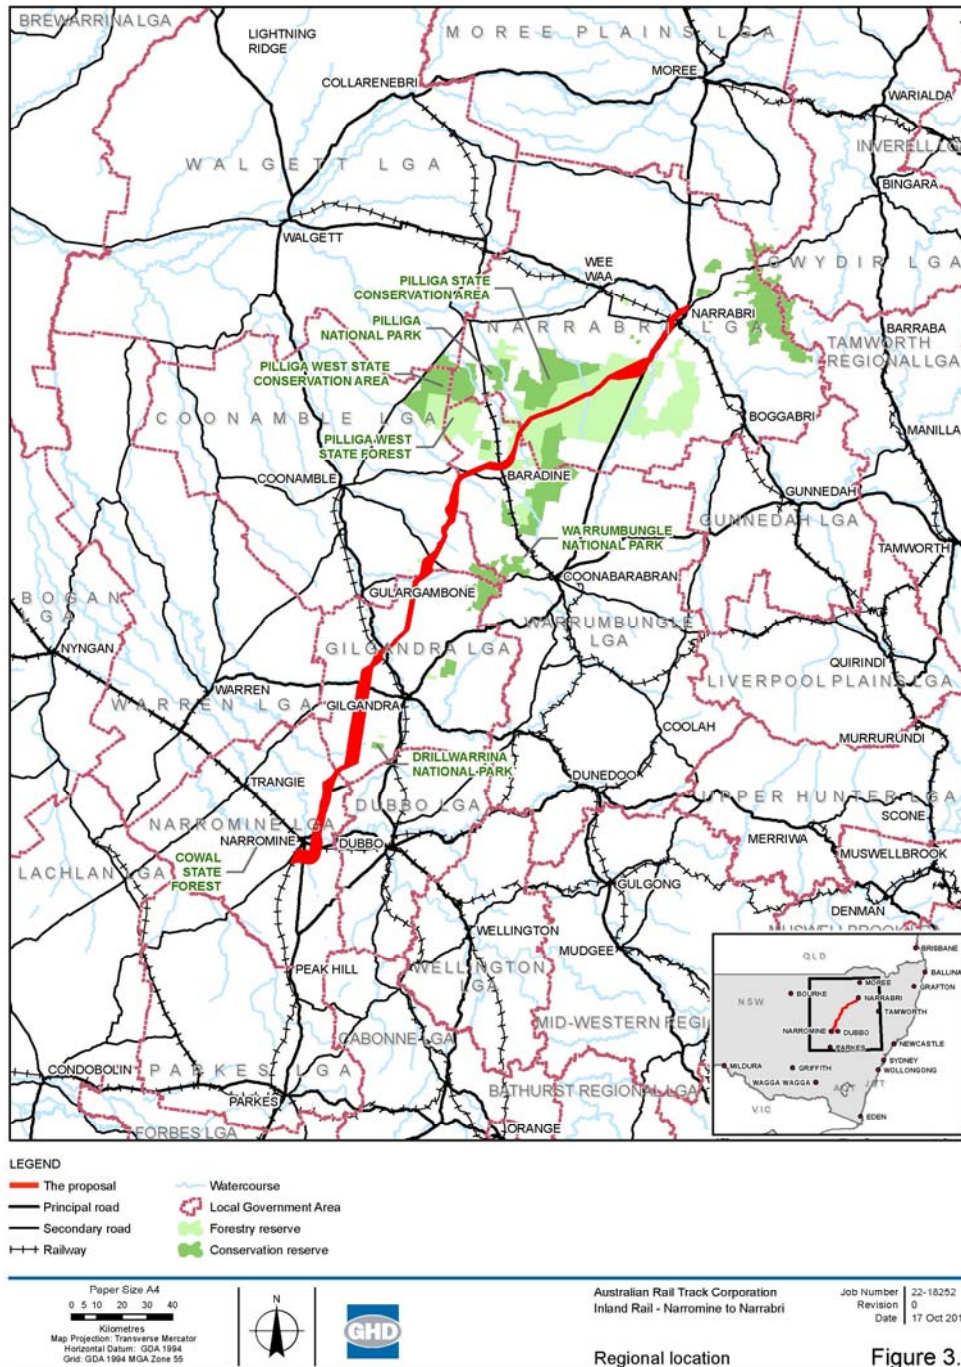 BREWARRINA LGA
LIGHTNING
RIDGE
MOREE PLAINS LGA
COLLARENEBRI
MOREE
WARIALDA
INVERELL LG
WALGETT LGA
BINGARA
WALGETT
WEE
WAA
GWYDIR LGA
PILLIGA STATE
CONSERVATION AREA
NARRABRI
NARRABRI LGA
PILLIGA
NATIONAL PARK
BARRABA
TAMWORTH
REGIONAL LGA
PILLIGA WEST STATE
CONSERVATION AREA
COONAMBLE LGA
BOGGABRI
MANILLA
PILLIGA WEST
STATE FOREST
COONAMBLE
BARADINE
GUNNEDAH
GUNNEDAH LGA
WARRUMBUNGLE
NATIONAL PARK
TAMWORTH
COONABARABRAN
BOGAN
LGA
GULARGAMBONE
WARRUMBUNGLE
LGA
NYNGAN
GILGANDRA LGA
QUIRINDI
LIVERPOOL PLAINS LGA
WARREN
WARREN LGA
GILGANDRA
COOLAH
MURRURUNDI
DRILLWARRINA
NATIONAL PARK
TRANGIE
DUNEDOO
DUBBO LGA
UPPER HUNTER LGA
SCONE
NARROMINE LGA
NARROMINE
DUBBO
MERRIWA
MUSWELLBROOK
COWAL
STATE
FOREST
LACHLAN LGA
GULGONG
DENMAN
WELLINGTON
MUDGEE
PEAK HILL
WELLINGTON
LGA
MID-WESTERN REGI
CABONNE LGA
CONDOBOLIN
PARKES LGA
BATHURST REGIONAL LGA
PARKES
FORBES LGA
ORANGE
BRISBANE
QLD
BALLINA
MOREE
GRAFTON
BOURKE
NARRABRI
NSW
TAMWORTH
NARROMINE
DUBBO
NEWCASTLE
PARKES
SYDNEY
MILDURA
GRIFFITH
WOLLONGONG
WAGGA WAGGA
VIC
EDEN
LEGEND
The proposal
Principal road
Secondary road
Railway
Watercourse
Local Government Area
Forestry reserve
Conservation reserve
Paper Size A4
0 5 10 20 30 40
Kilometres
Map Projection: Transverse Mercator
Horizontal Datum: GDA 1994
Grid: GDA 1994 MGA Zone 55
N
GHD
Australian Rail Track Corporation
Inland Rail - Narromine to Narrabri
Job Number 22-18252
Revision 0
Date 17 Oct 201
Regional location
Figure 3.